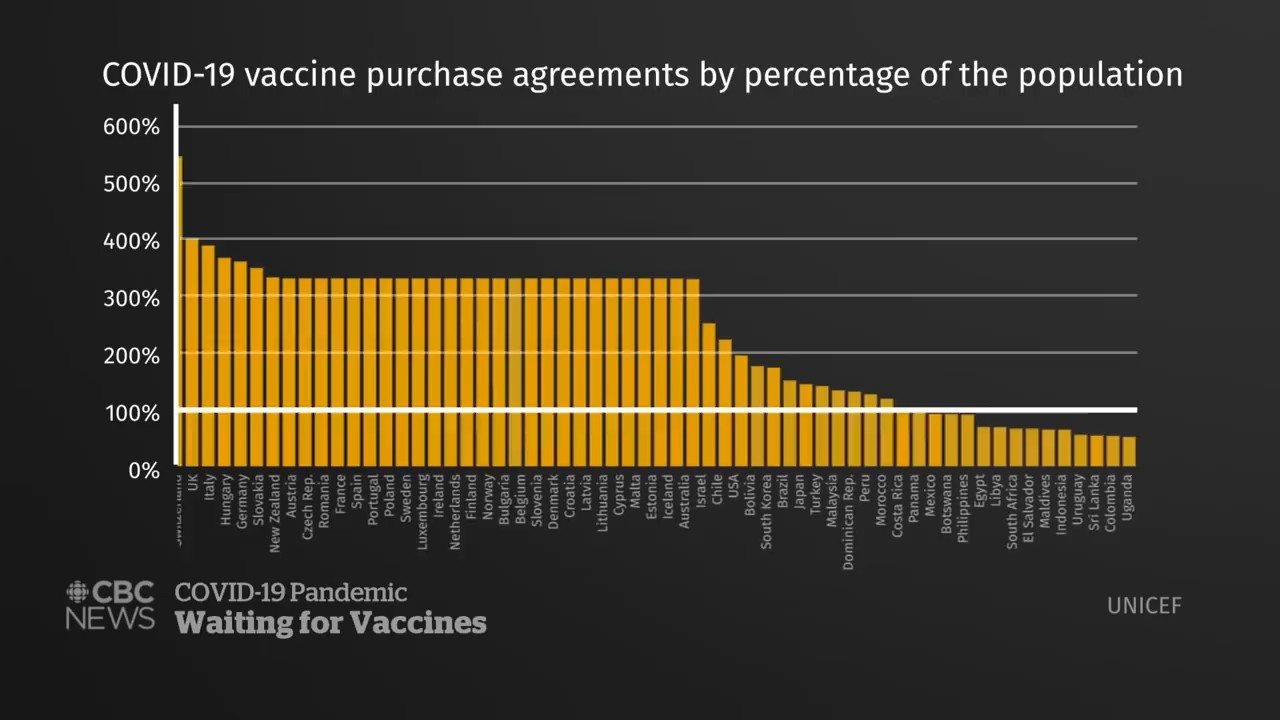 COVID-19 vaccine purchase agreements by percentage of the population
600%
500%
400%
300%
200%
100%
0%
UK
Italy
Hungary
Germany
Slovakia
New Zealand
Austria
Czech Rep.
Romania
France
Spain
Portugal
Poland
Sweden
Luxembourg
Ireland
Netherlands
Finland
Norway
Bulgaria
Belgium
Slovenia
Denmark
Croatia
Latvia
Lithuania
Cyprus
Malta
Estonia
Iceland
Australia
Israel
Chile
USA
Bolivia
South Korea
Brazil
Japan
Turkey
Malaysia
Dominican Rep.
Peru
Morocco
Costa Rica
Panama
Mexico
Botswana
Philippines
Egypt
Libya
South Africa
El Salvador
Maldives
Indonesia
Uruguay
Sri Lanka
Colombia
Uganda
CBC
NEWS
COVID-19 Pandemic
Waiting for Vaccines
UNICEF